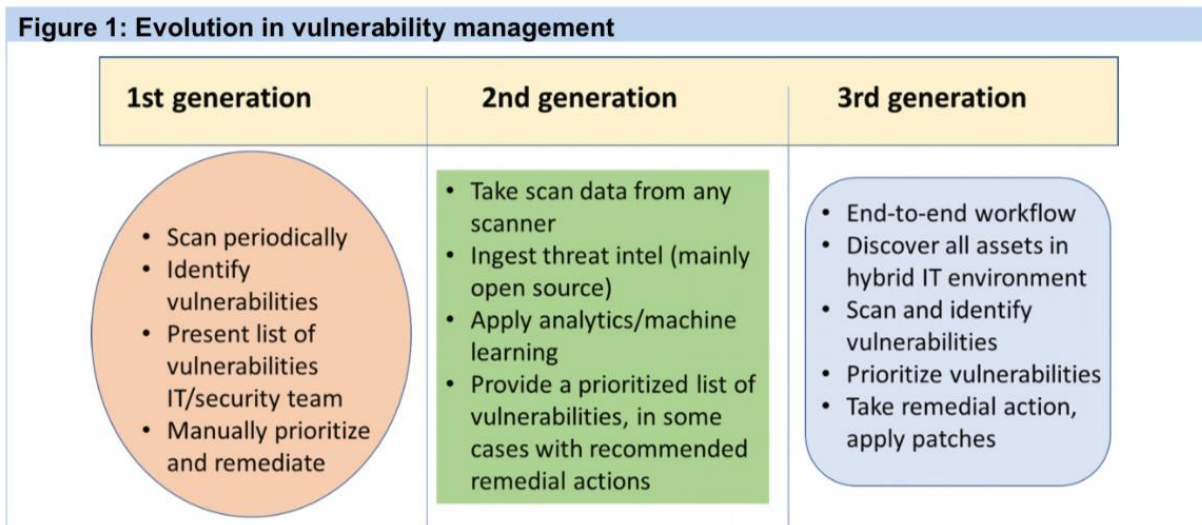 Figure 1: Evolution in vulnerability management
1st generation
2nd generation
3rd generation
• Scan periodically
• Identify
vulnerabilities
• Present list of
vulnerabilities
IT/security team
• Manually prioritize
and remediate
• Take scan data from any
scanner
• Ingest threat intel (mainly
open source)
• Apply analytics/machine
learning
• Provide a prioritized list of
vulnerabilities, in some
cases with recommended
remedial actions
• End-to-end workflow
• Discover all assets in
hybrid IT environment
• Scan and identify
vulnerabilities
• Prioritize vulnerabilities
• Take remedial action,
apply patches